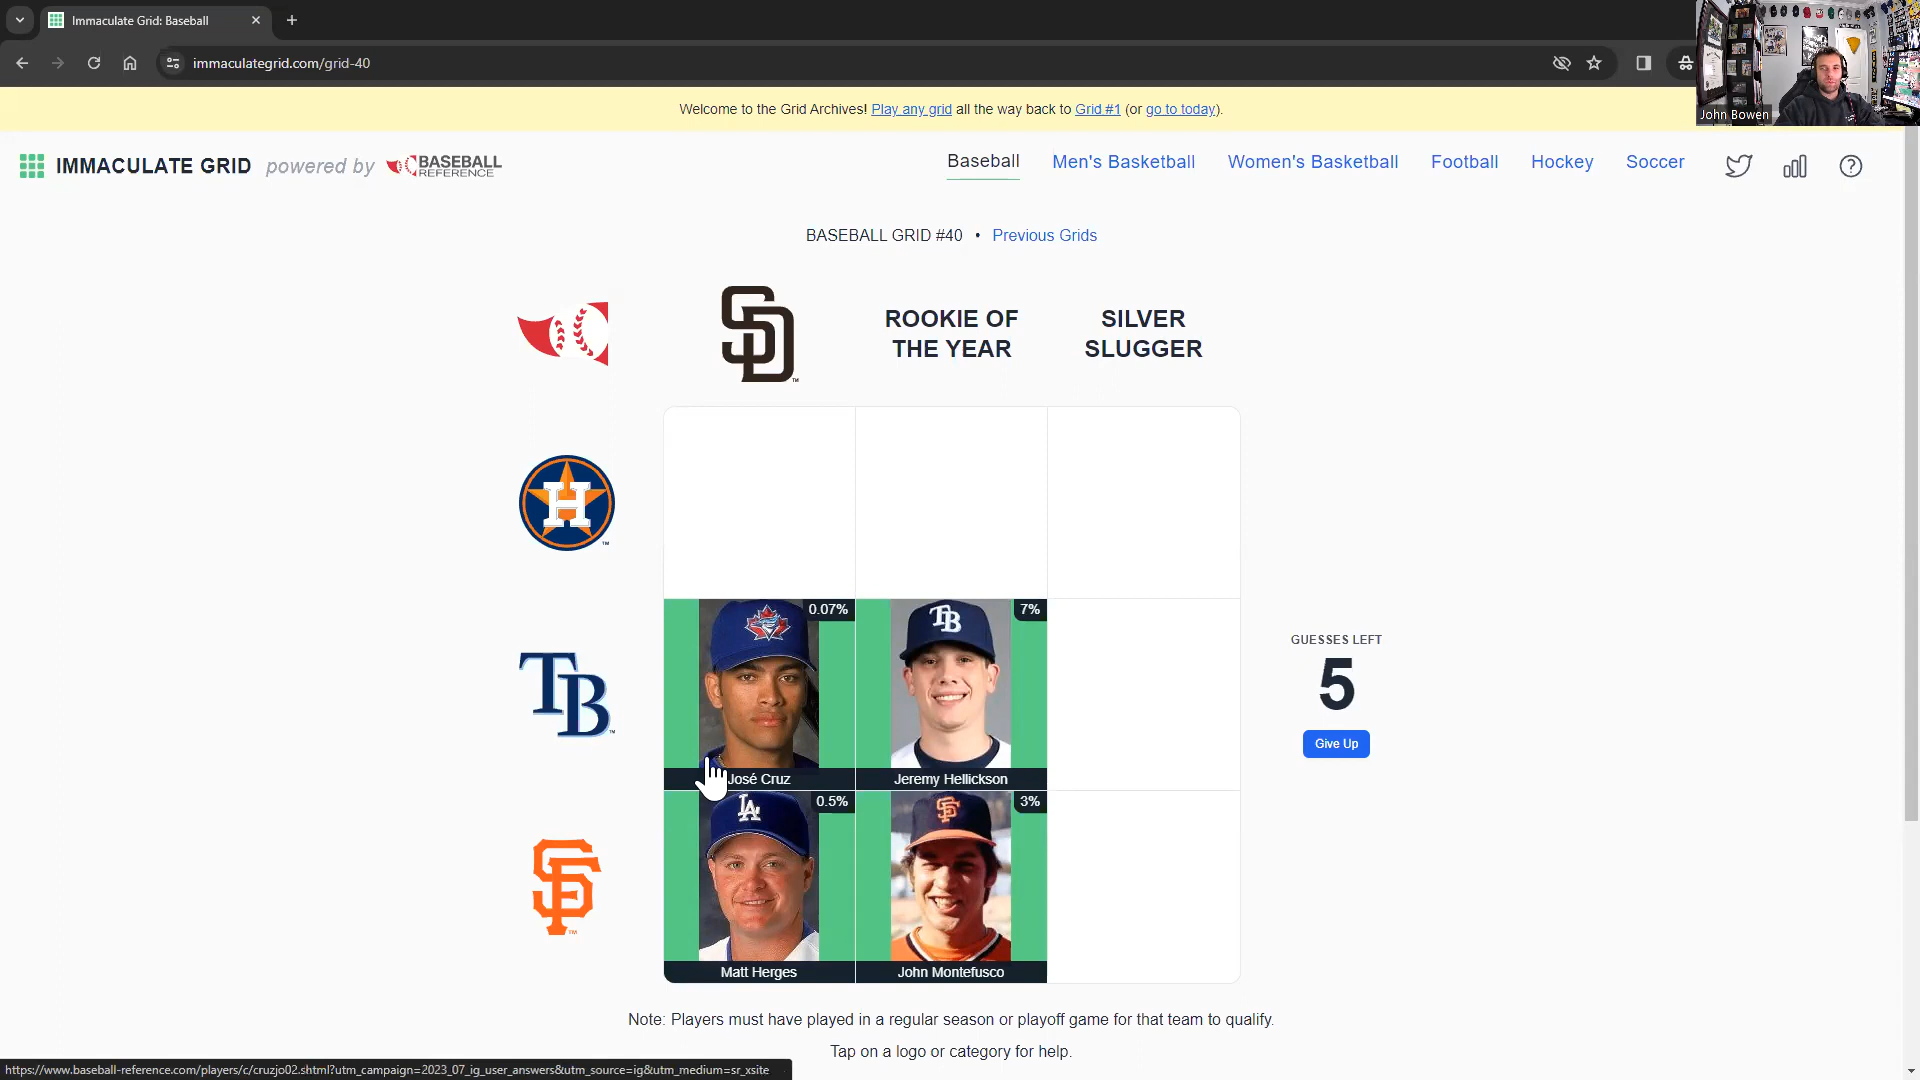 Immaculate Grid: Baseball
immaculategrid.com/grid-40
John Bowen
Welcome to the Grid Archives! Play any grid all the way back to Grid #1 (or go to today).
IMMACULATE GRID powered by BASEBALL REFERENCE
Baseball Men's Basketball Women's Basketball Football Hockey Soccer
BASEBALL GRID #40 • Previous Grids
SD
ROOKIE OF THE YEAR
SILVER SLUGGER
H
TB
0.07%
José Cruz
7%
Jeremy Hellickson
GUESSES LEFT
5
Give Up
SF
0.5%
Matt Herges
3%
John Montefusco
Note: Players must have played in a regular season or playoff game for that team to qualify.
Tap on a logo or category for help.
https://www.baseball-reference.com/players/c/cruzjo02.shtml?utm_campaign=2023_07_ig_user_answers&utm_source=ig&utm_medium=sr_xsite